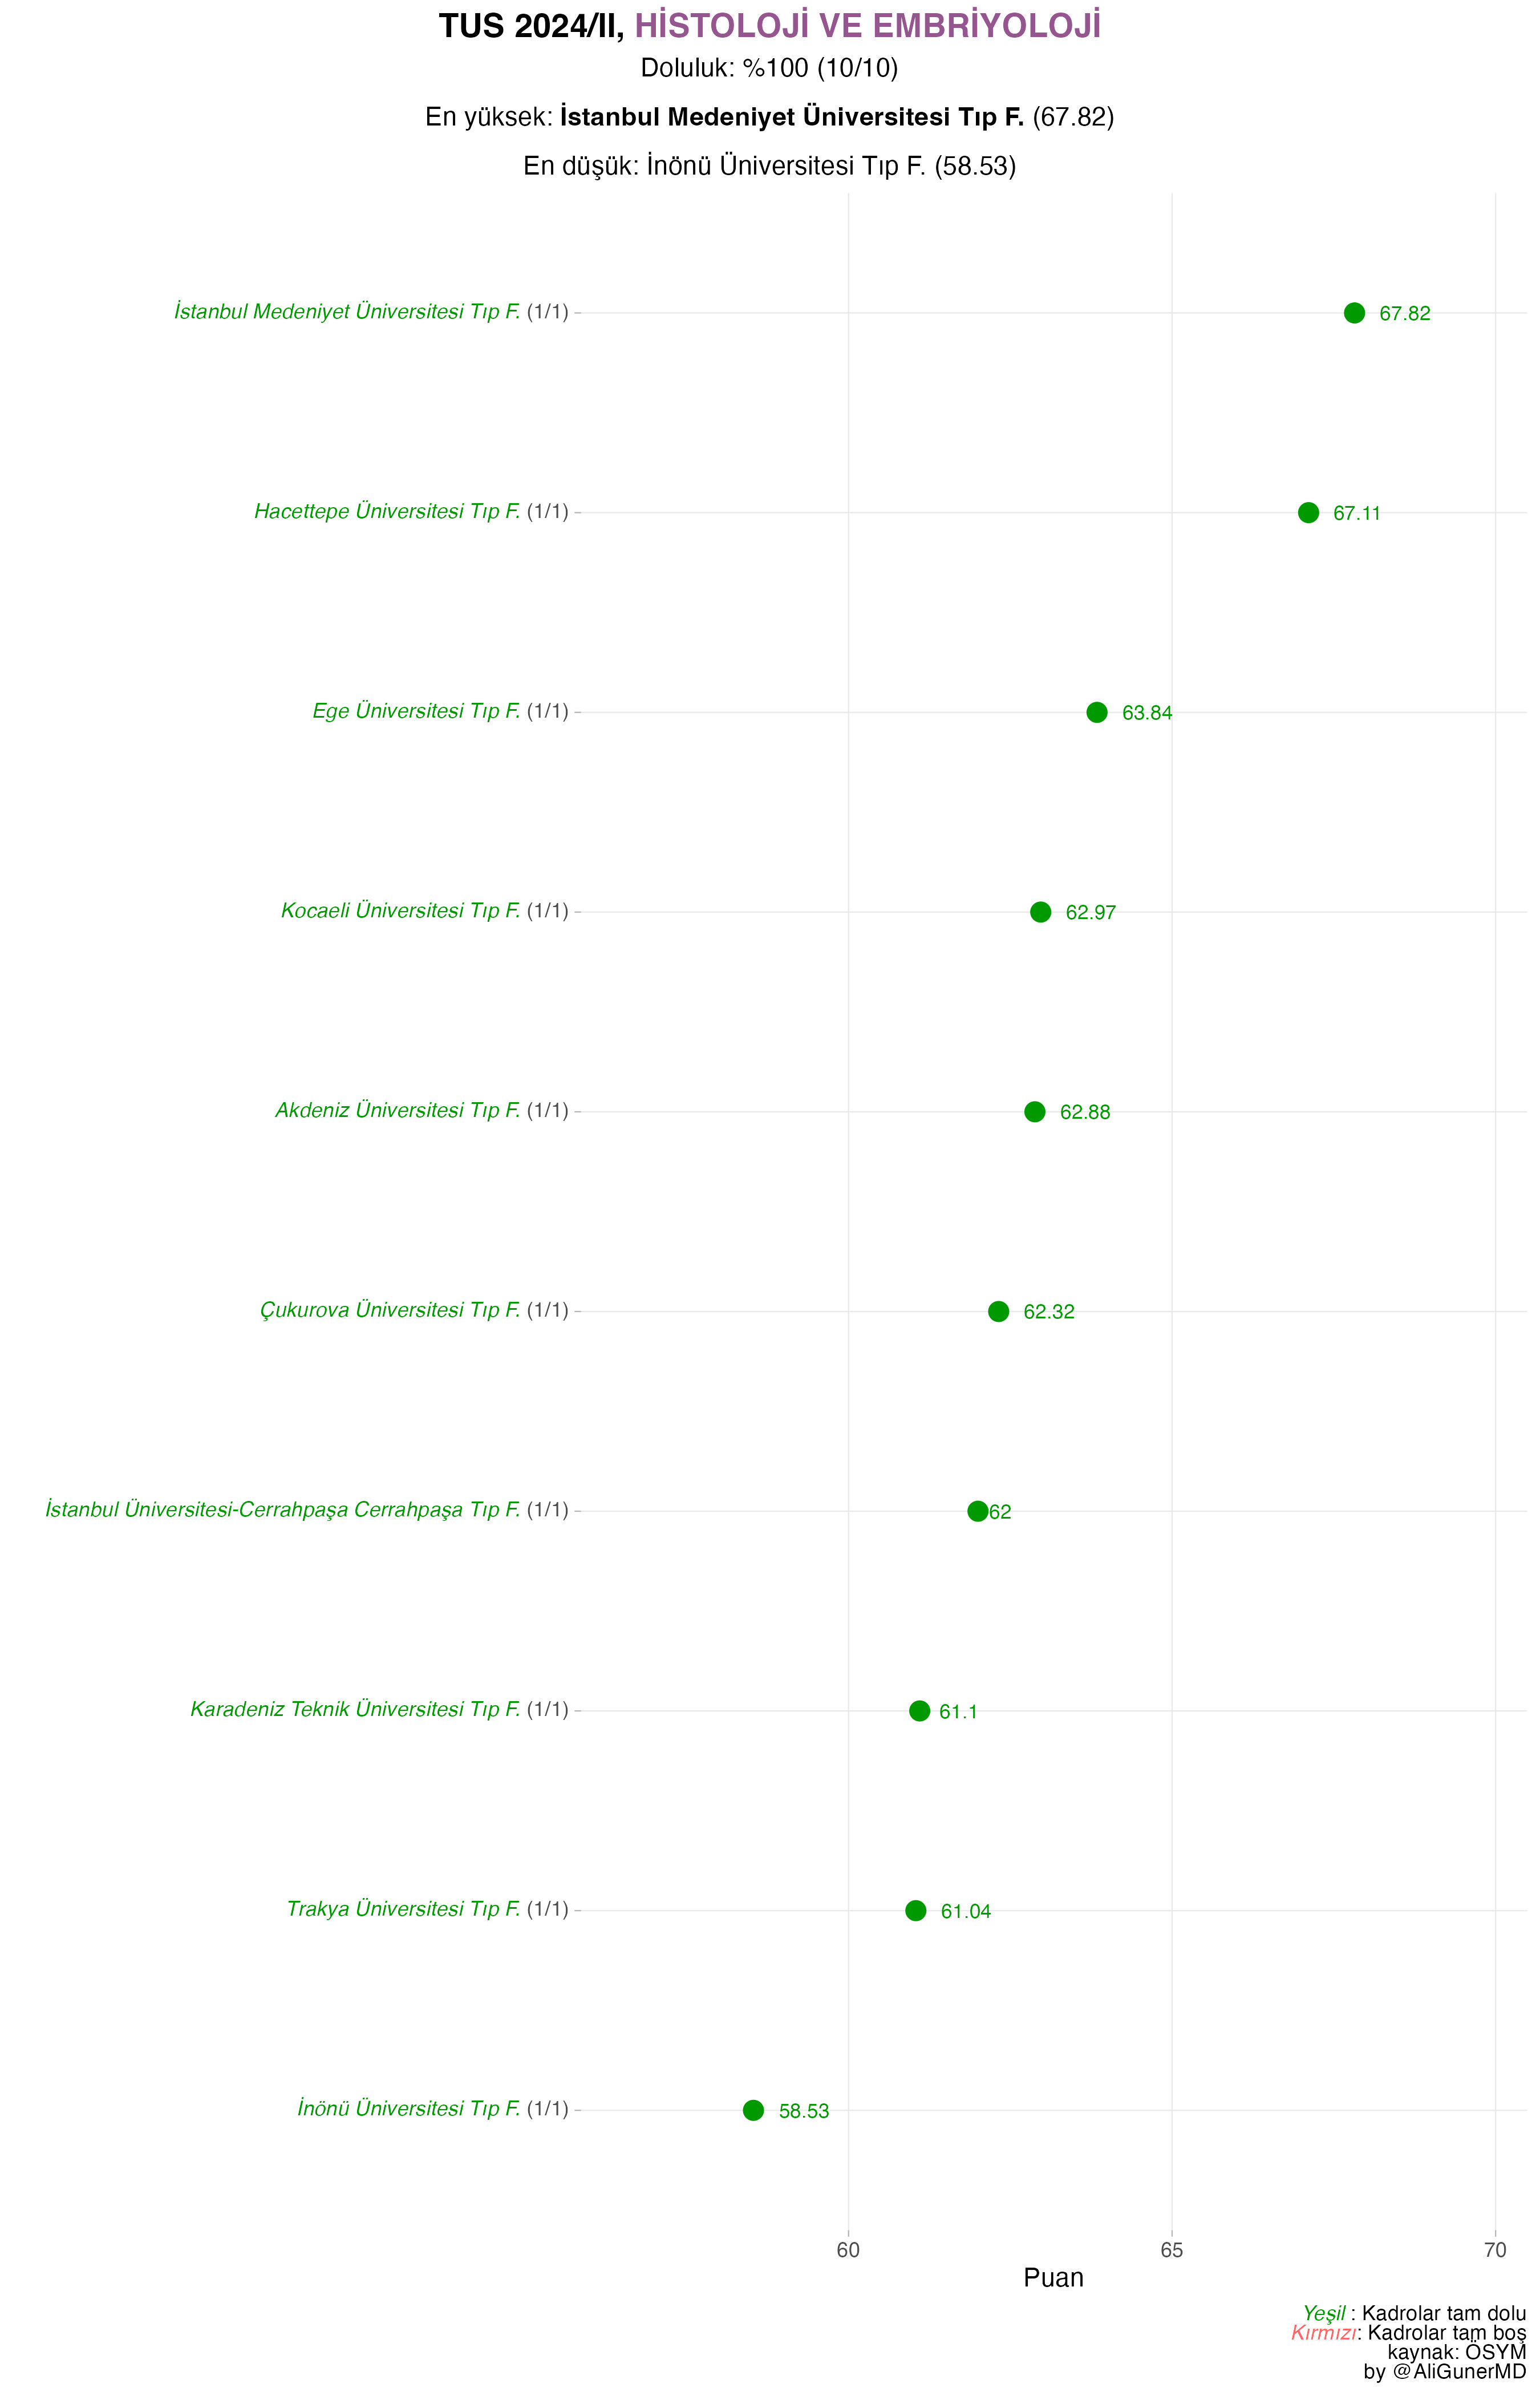 TUS 2024/II, HİSTOLOJİ VE EMBRİYOLOJİ
Doluluk: %100 (10/10)
En yüksek: İstanbul Medeniyet Üniversitesi Tıp F. (67.82)
En düşük: İnönü Üniversitesi Tıp F. (58.53)
İstanbul Medeniyet Üniversitesi Tıp F. (1/1) 67.82
Hacettepe Üniversitesi Tıp F. (1/1) 67.11
Ege Üniversitesi Tıp F. (1/1) 63.84
Kocaeli Üniversitesi Tıp F. (1/1) 62.97
Akdeniz Üniversitesi Tıp F. (1/1) 62.88
Çukurova Üniversitesi Tıp F. (1/1) 62.32
İstanbul Üniversitesi-Cerrahpaşa Cerrahpaşa Tıp F. (1/1) 62
Karadeniz Teknik Üniversitesi Tıp F. (1/1) 61.1
Trakya Üniversitesi Tıp F. (1/1) 61.04
İnönü Üniversitesi Tıp F. (1/1) 58.53
60 65 70
Puan
Yeşil : Kadrolar tam dolu
Kırmızı: Kadrolar tam boş
kaynak: ÖSYM
by @AliGunerMD